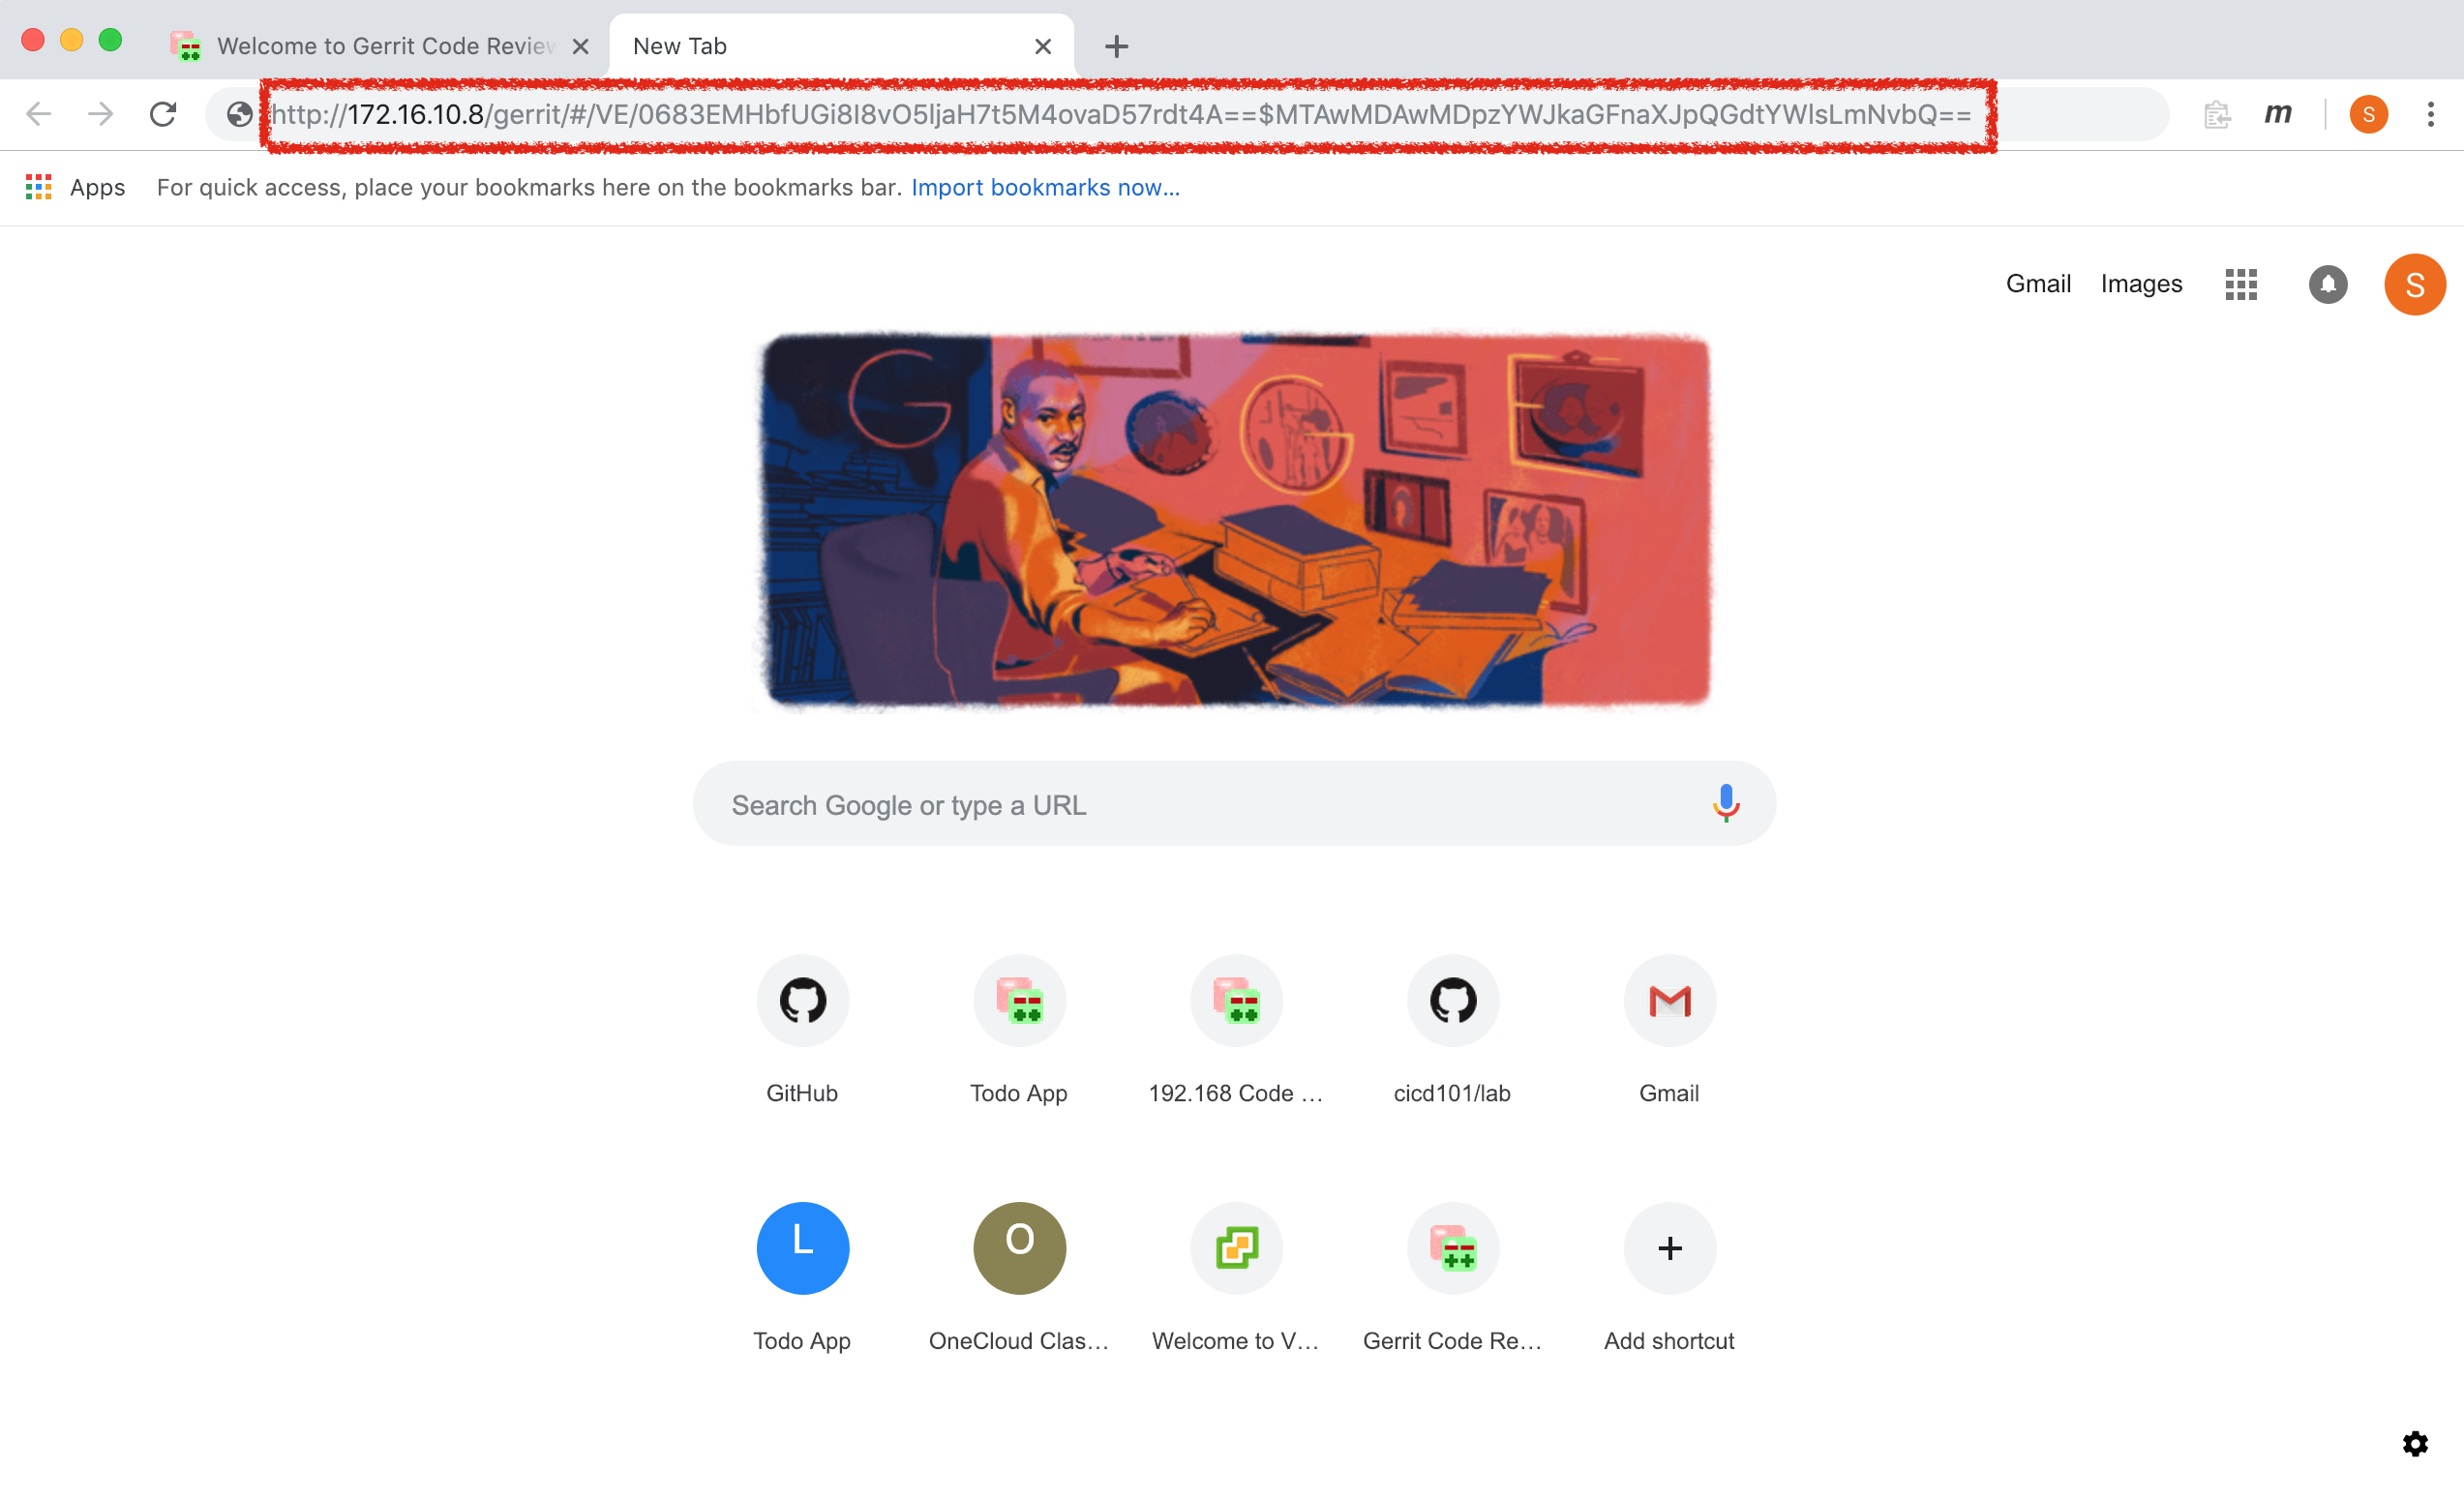 Welcome to Gerrit Code Review
New Tab
http://172.16.10.8/gerrit/#/VE/0683EMHbfUGi8I8vO5ljaH7t5M4ovaD57rdt4A==$MTAwMDAwMDpzYWJkaGFnaXJpQGdtYWlsLmNvbQ==
m
S
Apps
For quick access, place your bookmarks here on the bookmarks bar. Import bookmarks now...
Gmail Images
S
Search Google or type a URL
GitHub
Todo App
192.168 Code ...
cicd101/lab
Gmail
L
O
Todo App
OneCloud Clas...
Welcome to V...
Gerrit Code Re...
Add shortcut